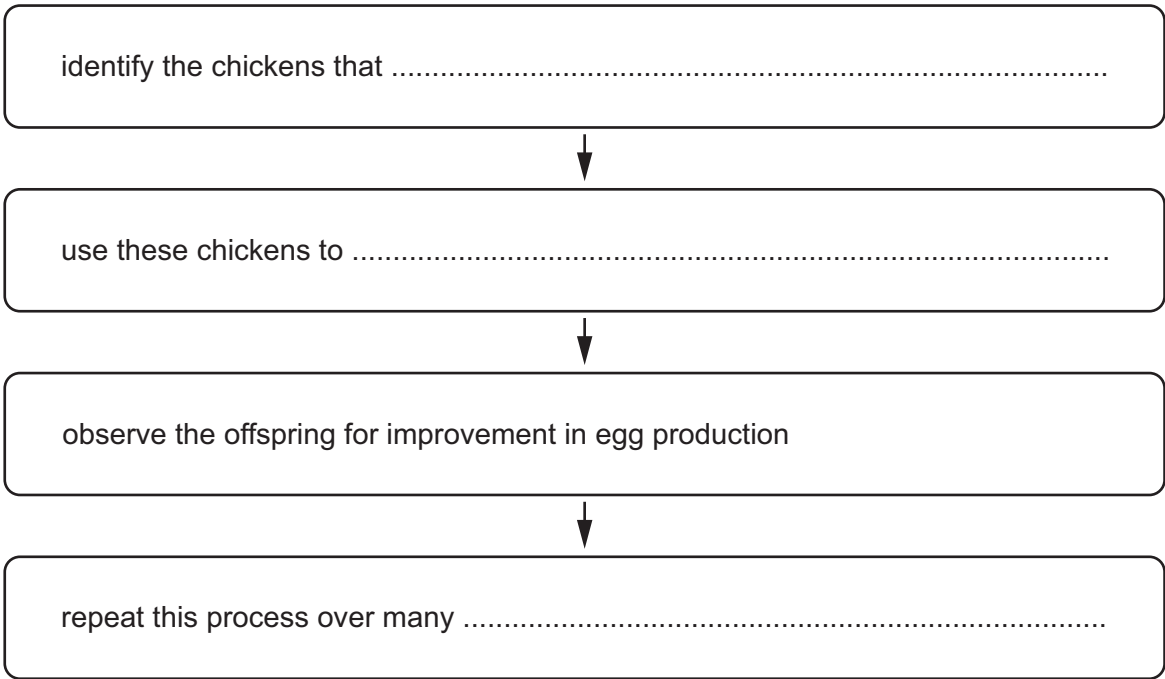 identify the chickens that ........................................................................................
use these chickens to .............................................................................................
observe the offspring for improvement in egg production
repeat this process over many ...............................................................................